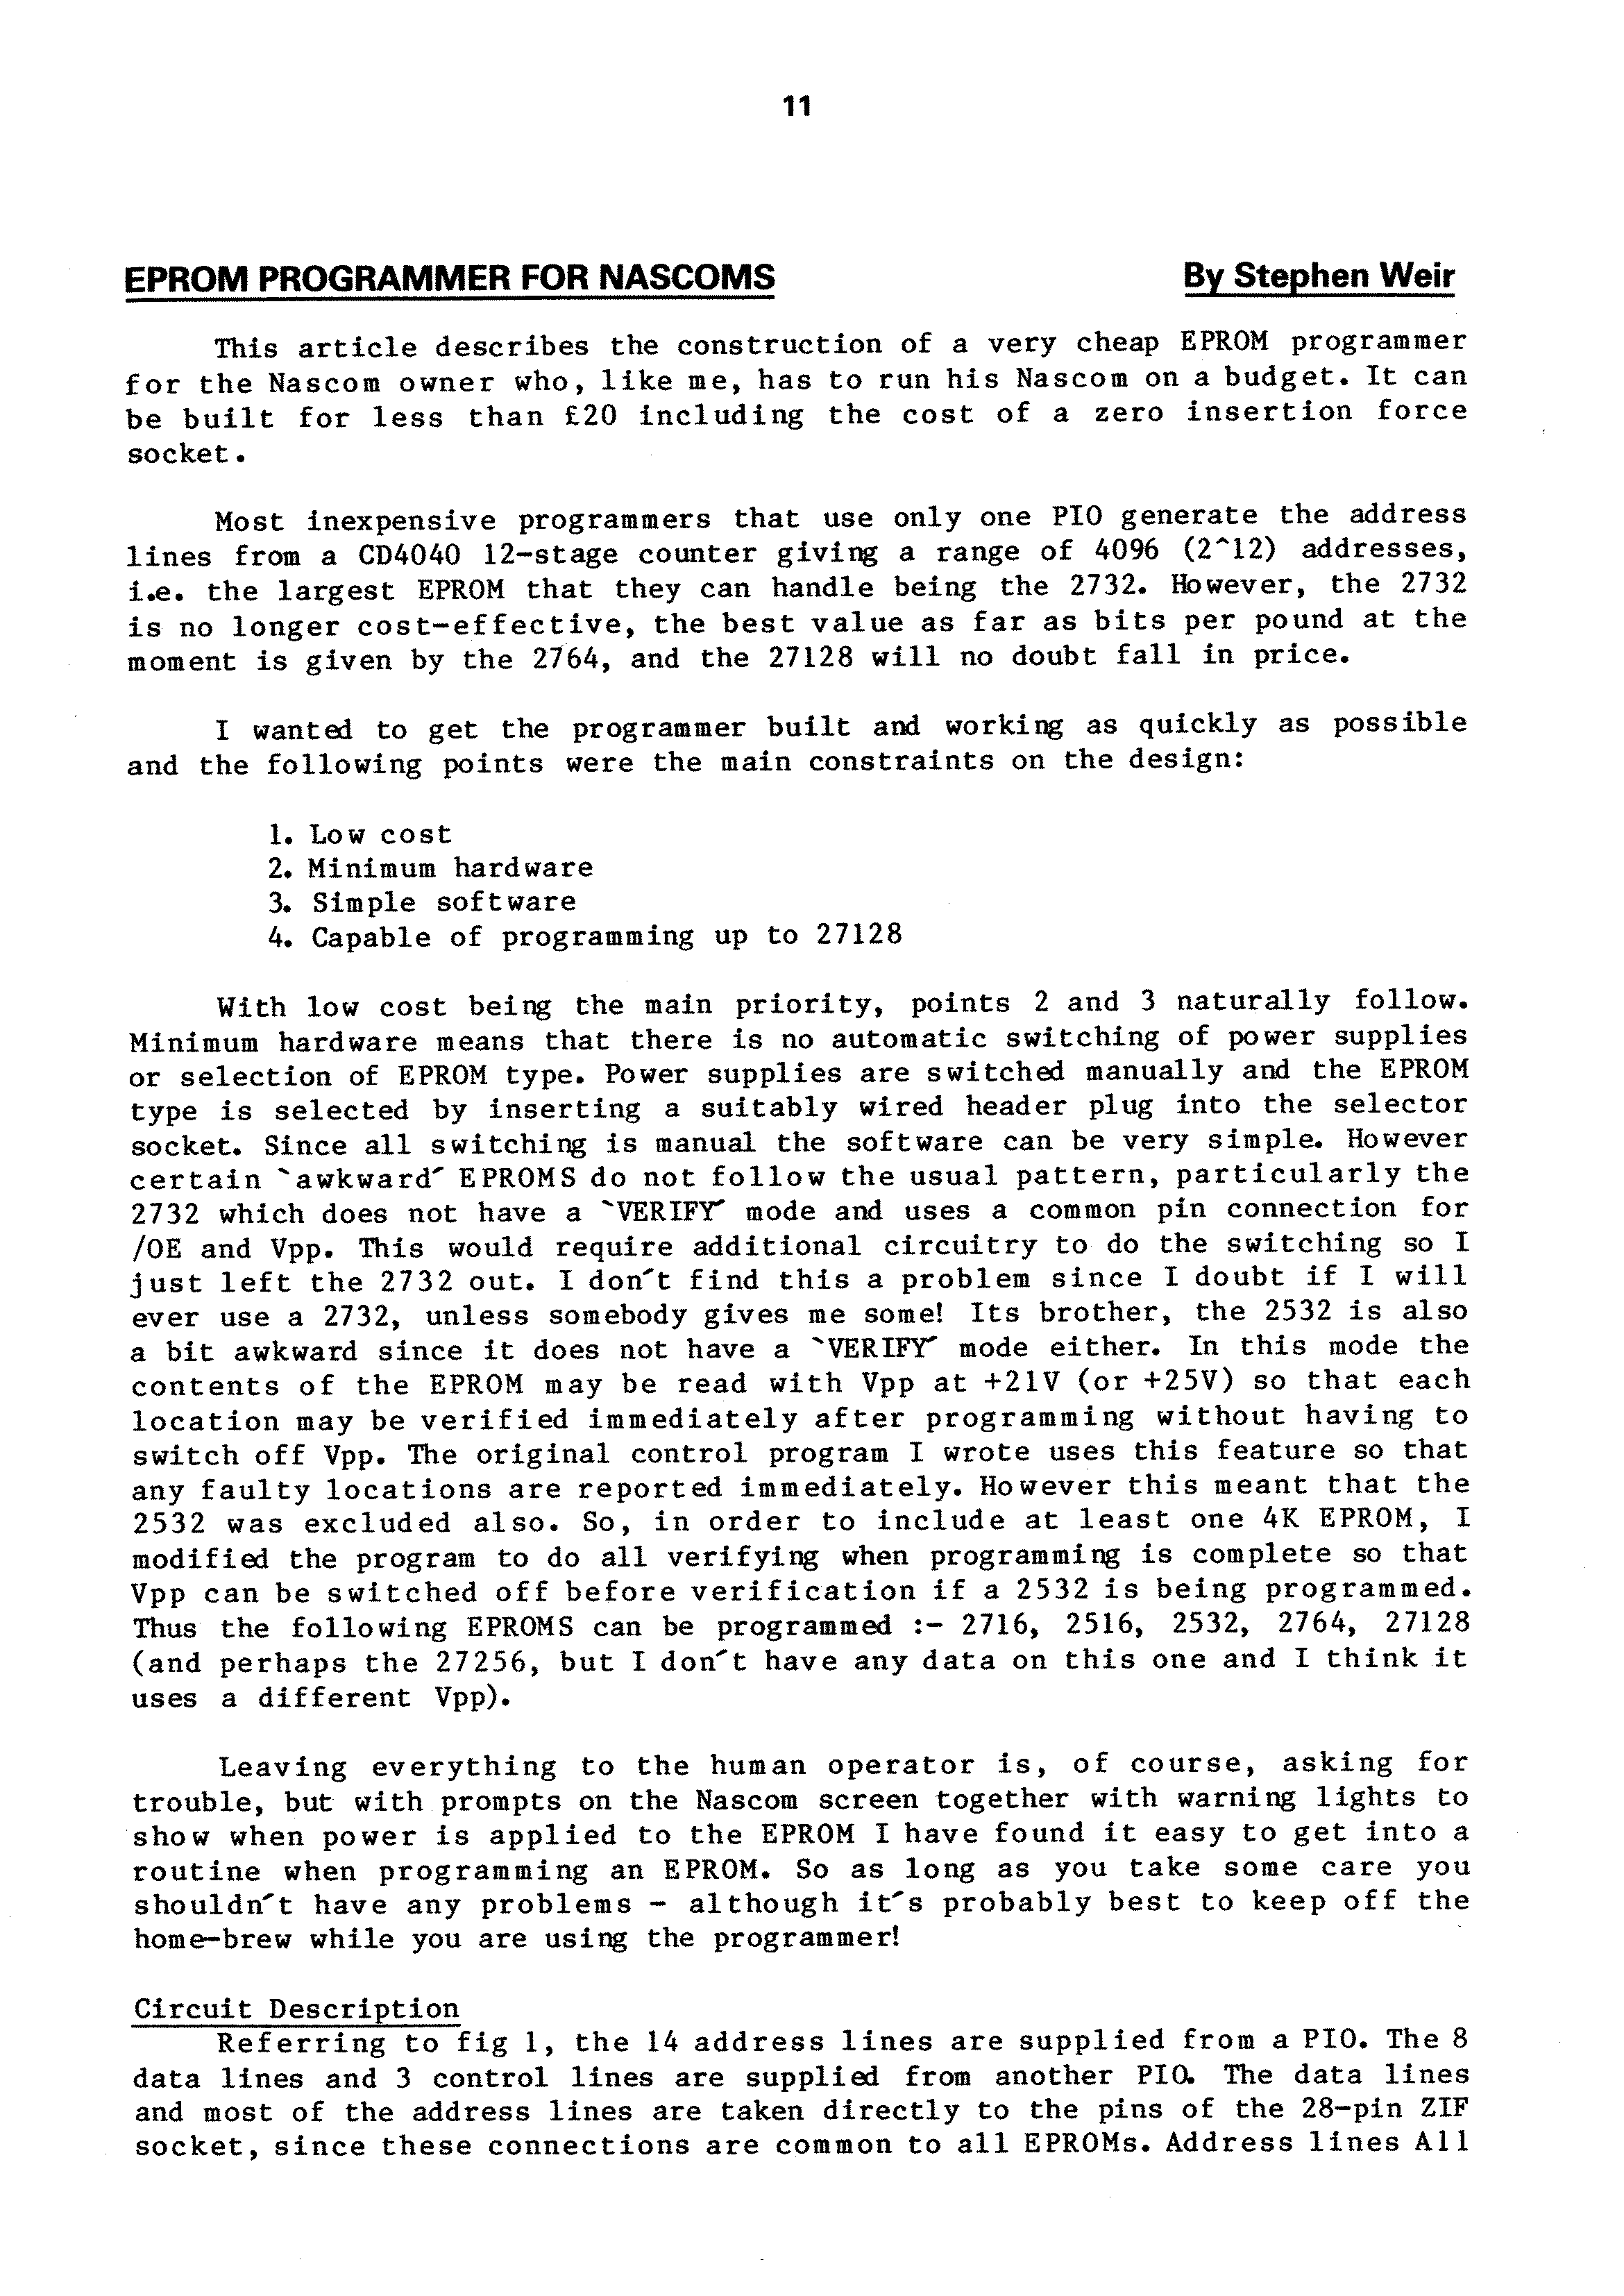 11
EPROM PROGRAMMER FOR NASCOMS By Stephen Weir
This article describes the construction of a very cheap EPROM programmer
for the Nascom owner who, like me, has to run his Nascom on a budget. It can
be built for less than £20 including the cost of a zero insertion force
socket.
Most inexpensive programmers that use only one PIO generate the address
lines from a CD4040 12-stage counter giving a range of 4096 (2^12) addresses,
i.e. the largest EPROM that they can handle being the 2732. However, the 2732
is no longer cost-effective, the best value as far as bits per pound at the
moment is given by the 2764, and the 27128 will no doubt fall in price.
I wanted to get the programmer built and working as quickly as possible
and the following points were the main constraints on the design:
1. Low cost
2. Minimum hardware
3. Simple software
4. Capable of programming up to 27128
With low cost being the main priority, points 2 and 3 naturally follow.
Minimum hardware means that there is no automatic switching of power supplies
or selection of EPROM type. Power supplies are switched manually and the EPROM
type is selected by inserting a suitably wired header plug into the selector
socket. Since all switching is manual the software can be very simple. However
certain `awkward´ EPROMS do not follow the usual pattern, particularly the
2732 which does not have a `VERIFY´ mode and uses a common pin connection for
/OE and Vpp. This would require additional circuitry to do the switching so I
just left the 2732 out. I don´t find this a problem since I doubt if I will
ever use a 2732, unless somebody gives me some! Its brother, the 2532 is also
a bit awkward since it does not have a `VERIFY´ mode either. In this mode the
contents of the EPROM may be read with Vpp at +21V (or +25V) so that each
location may be verified immediately after programming without having to
switch off Vpp. The original control program I wrote uses this feature so that
any faulty locations are reported immediately. However this meant that the
2532 was excluded also. So, in order to include at least one 4K EPROM, I
modified the program to do all verifying when programming is complete so that
Vpp can be switched off before verification if a 2532 is being programmed.
Thus the following EPROMS can be programmed :- 2716, 2516, 2532, 2764, 27128
(and perhaps the 27256, but I don´t have any data on this one and I think it
uses a different Vpp).
Leaving everything to the human operator is, of course, asking for
trouble, but with prompts on the Nascom screen together with warning lights to
show when power is applied to the EPROM I have found it easy to get into a
routine when programming an EPROM. So as long as you take some care you
shouldn´t have any problems - although it´s probably best to keep off the
home-brew while you are using the programmer!
Circuit Description
Referring to fig 1, the 14 address lines are supplied from a PIO. The 8
data lines and 3 control lines are supplied from another PIO. The data lines
and most of the address lines are taken directly to the pins of the 28-pin ZIF
socket, since these connections are common to all EPROMs. Address lines A11